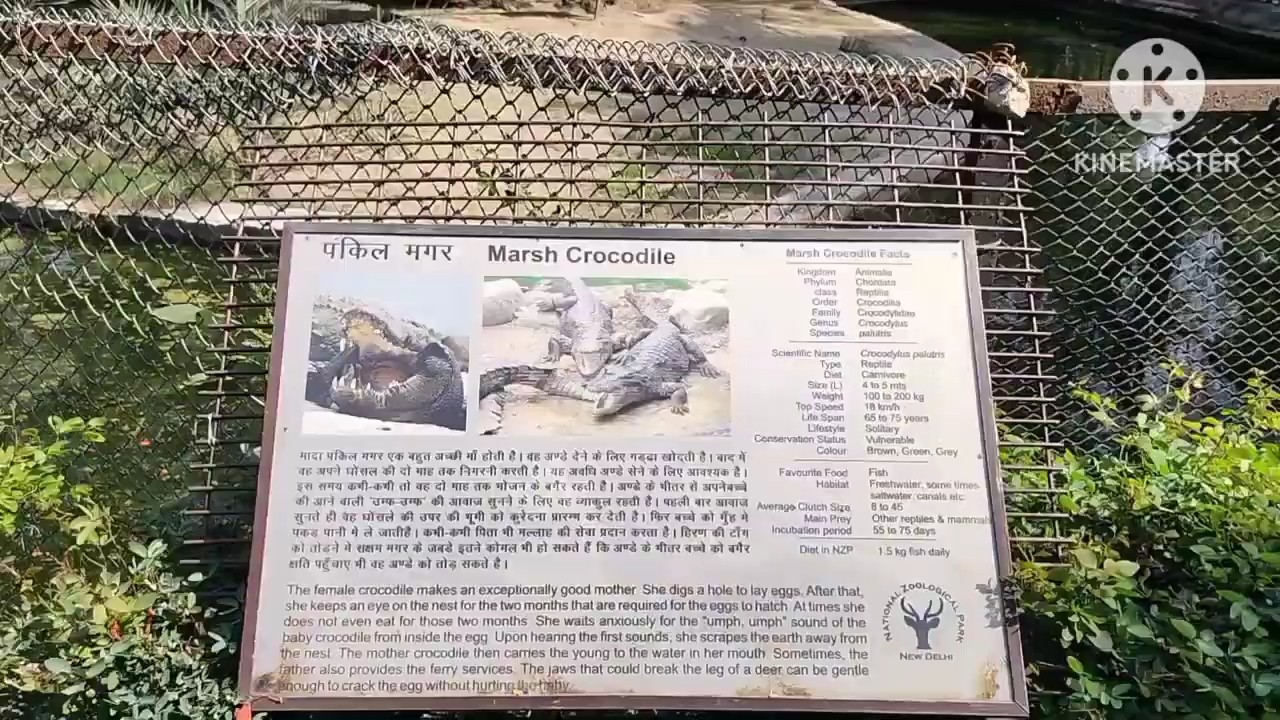 K
KINEMASTER
पंकिल मगर Marsh Crocodile
मादा पंकिल मगर एक बहुत अच्छी माँ होती है। वह अण्डे देने के लिए गड्ढा खोदती है। बाद में
वह अपने घोंसले की दो माह तक निगरानी करती है। यह अवधि अण्डे सेने के लिए आवश्यक है।
इस समय कभी-कभी तो वह दो माह तक भोजन के बगैर रहती है। अण्डे के भीतर से अपनेबच्चे
की आने वाली 'उम्फ-उम्फ' की आवाज सुनने के लिए वह व्याकुल रहती है। पहली बार आवाज
सुनते ही वह घोंसले की उपर की भूमी को कुरेदना प्रारम्भ कर देती है। फिर बच्चे को मुँह मे
पकड़ पानी मे ले जातीहै। कभी-कभी पिता भी मल्लाह की सेवा प्रदान करता है। हिरण की टाँग
को तोडने मे सक्षम मगर के जबडे इतने कोमल भी हो सकते हैं कि अण्डे के भीतर बच्चे को बगैर
क्षति पहुँचाए भी वह अण्डे को तोड़ सकते है।
The female crocodile makes an exceptionally good mother. She digs a hole to lay eggs. After that,
she keeps an eye on the nest for the two months that are required for the eggs to hatch. At times she
does not even eat for those two months. She waits anxiously for the "umph, umph" sound of the
baby crocodile from inside the egg. Upon hearing the first sounds, she scrapes the earth away from
the nest. The mother crocodile then carries the young to the water in her mouth. Sometimes, the
father also provides the ferry services. The jaws that could break the leg of a deer can be gentle
enough to crack the egg without hurting the baby.
Marsh Crocodile Facts
Kingdom Animalia
Phylum Chordata
class Reptilia
Order Crocodilia
Family Crocodylidae
Genus Crocodylus
Species palutris
Scientific Name Crocodylus palutris
Type Reptile
Diet Carnivore
Size (L) 4 to 5 mts
Weight 100 to 200 kg
Top Speed 18 km/h
Life Span 65 to 75 years
Lifestyle Solitary
Conservation Status Vulnerable
Colour Brown, Green, Grey
Favourite Food Fish
Habitat Freshwater, some times
saltwater, canals etc.
Average Clutch Size 8 to 45
Main Prey Other reptiles & mammals
Incubation period 55 to 75 days
Diet in NZP 1.5 kg fish daily
NATIONAL ZOOLOGICAL PARK
NEW DELHI